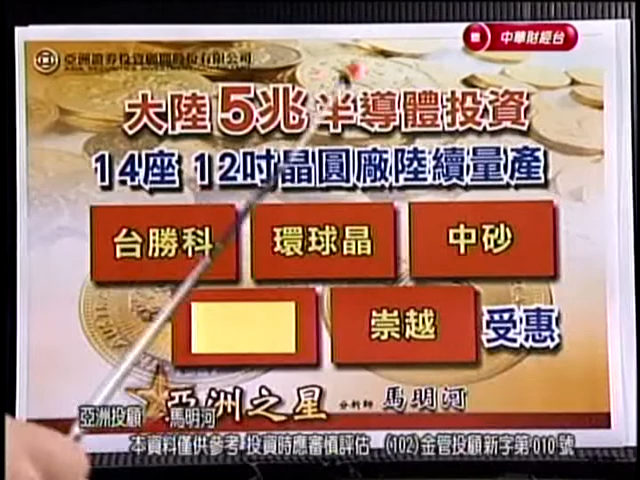 中華財經台
亞洲證券投資顧問股份有限公司
大陸5兆半導體投資
14座 12吋晶圓廠陸續量產
台勝科 環球晶 中砂
崇越 受惠
亞洲之星 分析師 馬明河
亞洲投顧 馬明河
本資料僅供參考 投資時應審慎評估 (102)金管投顧新字第010號